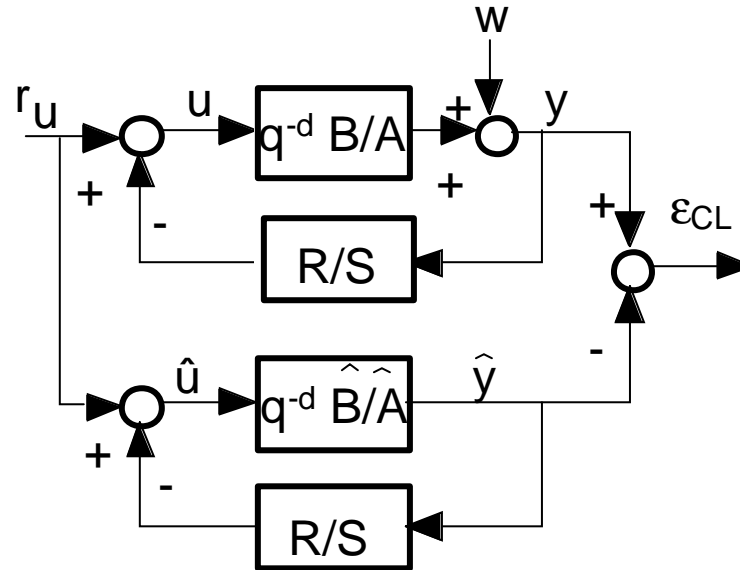 w
r_u
u
q^-d B/A
+
y
+
+
-
+
ε_CL
R/S
û
q^-d B̂/Â
ŷ
-
+
-
R/S